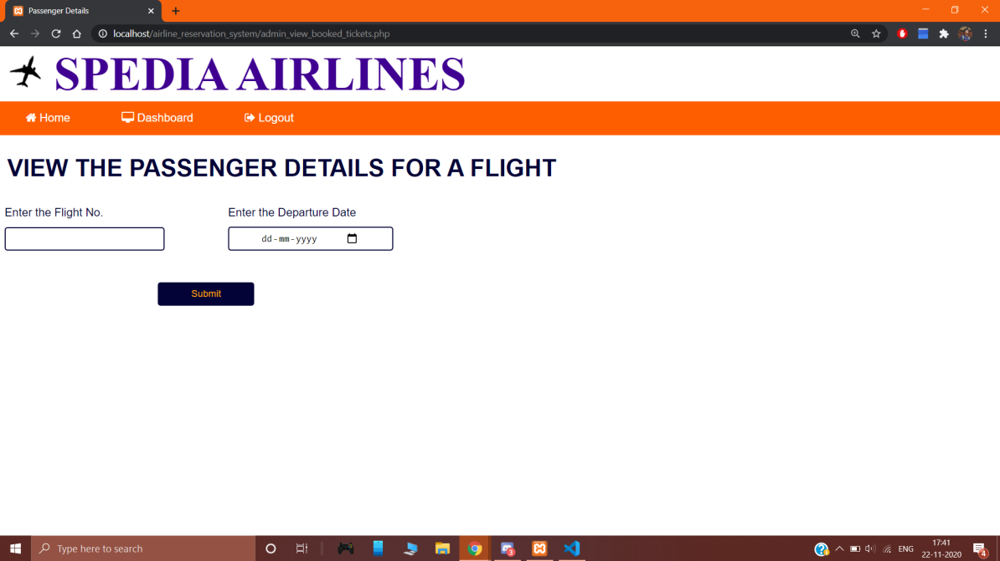 Passenger Details
localhost/airline_reservation_system/admin_view_booked_tickets.php
SPEDIA AIRLINES
Home Dashboard Logout
VIEW THE PASSENGER DETAILS FOR A FLIGHT
Enter the Flight No. Enter the Departure Date
dd-mm-yyyy
Submit
Type here to search
3
ENG
17:41
22-11-2020
4